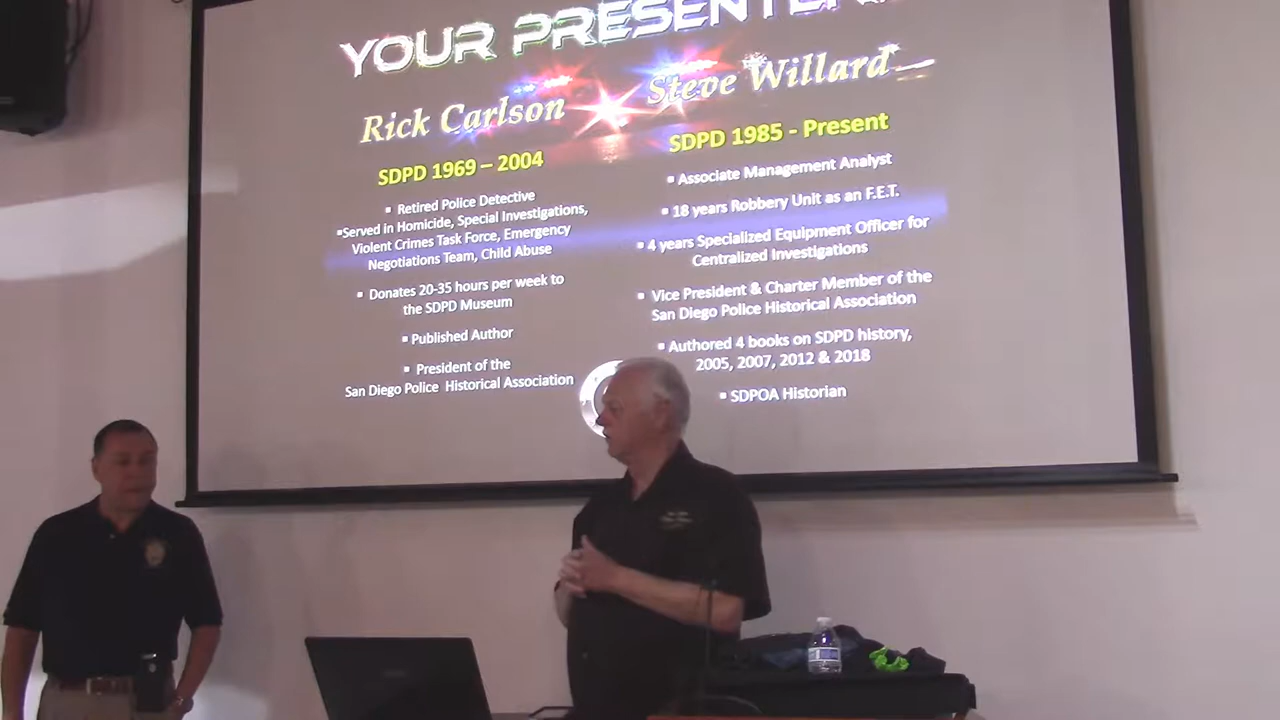 YOUR PRESENTER
Rick Carlson
SDPD 1969 – 2004
▪ Retired Police Detective
▪Served in Homicide, Special Investigations,
Violent Crimes Task Force, Emergency
Negotiations Team, Child Abuse
▪ Donates 20-35 hours per week to
the SDPD Museum
▪ Published Author
▪ President of the
San Diego Police Historical Association
Steve Willard
SDPD 1985 - Present
▪ Associate Management Analyst
▪ 18 years Robbery Unit as an F.E.T.
▪ 4 years Specialized Equipment Officer for
Centralized Investigations
▪ Vice President & Charter Member of the
San Diego Police Historical Association
▪ Authored 4 books on SDPD history,
2005, 2007, 2012 & 2018
▪ SDPOA Historian